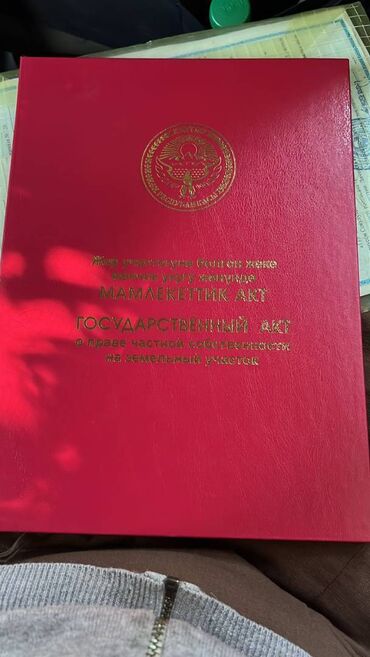 Жер участогуна болгон жеке
менчик укугу жөнүндө
МАМЛЕКЕТТИК АКТ
ГОСУДАРСТВЕННЫЙ АКТ
о праве частной собственности
на земельный участок